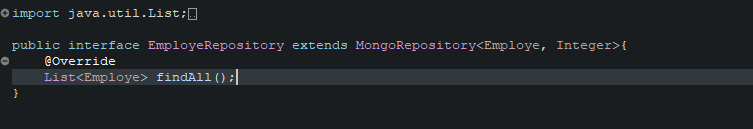 import java.util.List;
public interface EmployeRepository extends MongoRepository<Employe, Integer>{
@Override
List<Employe> findAll();
}